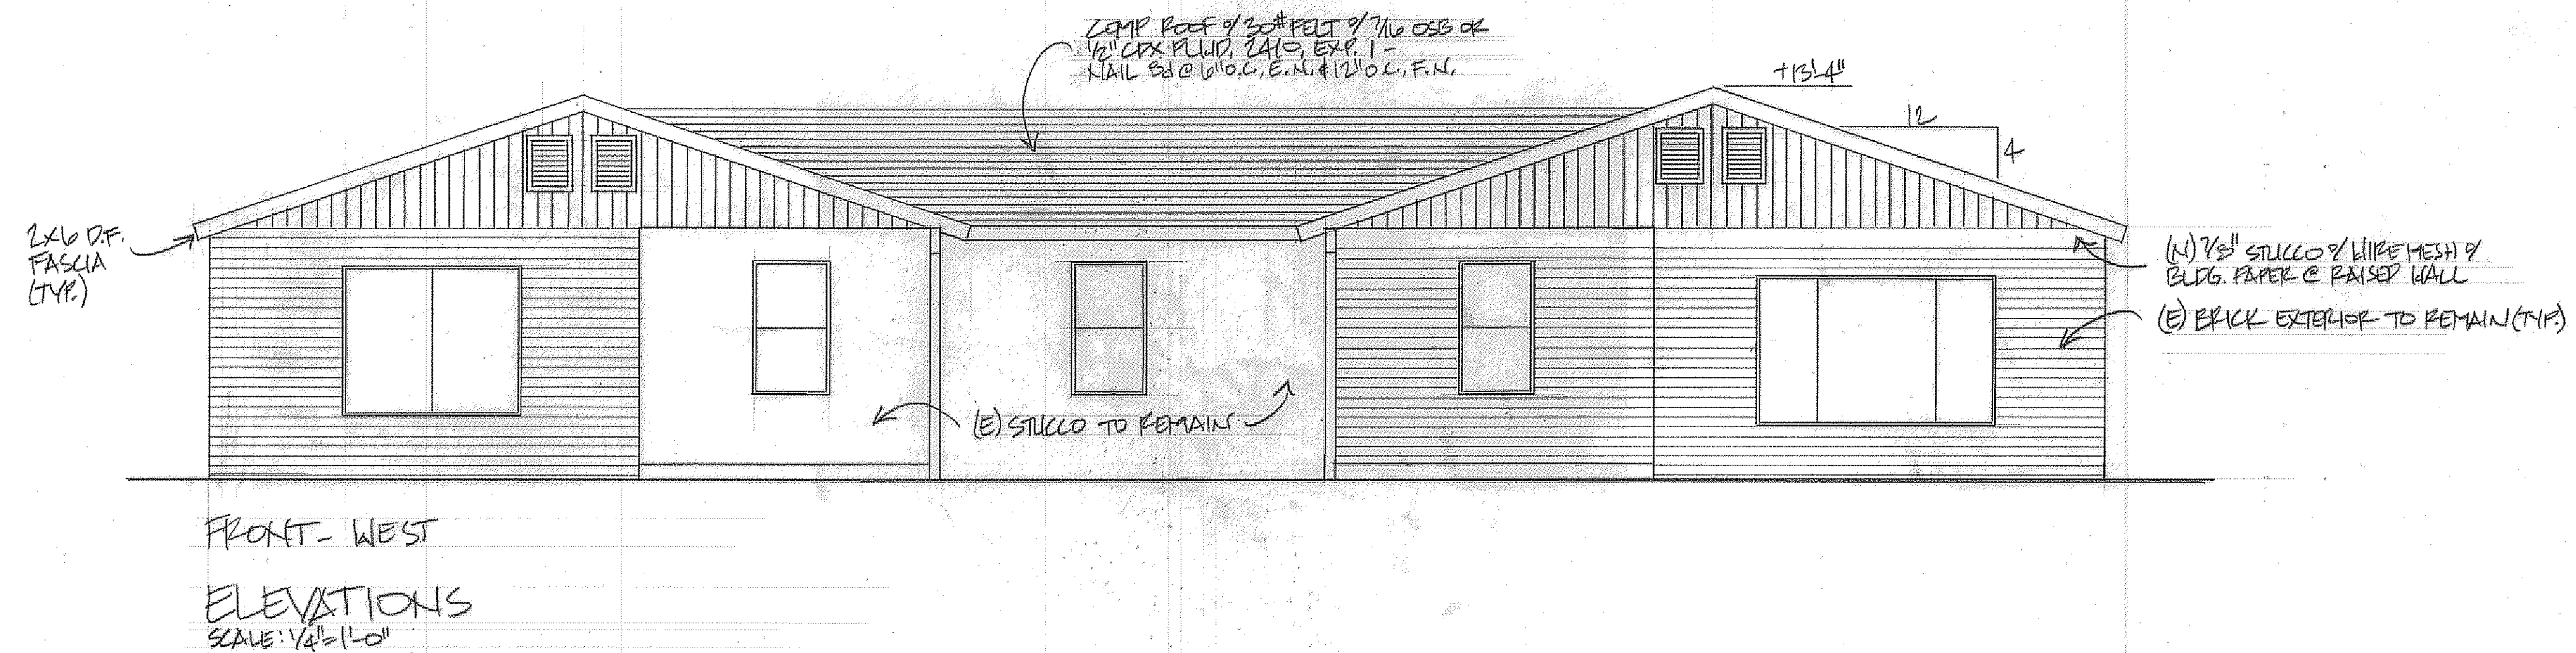 COMP ROOF o/ 30# FELT o/ 7/16 OSB OR
1/2" CDX PLWD, 24/0, EXP. 1 -
NAIL 8d @ 6" O.C., E.N. & 12" O.C., F.N.
+13'-4"
12
4
2X6 D.F.
FASCIA
(TYP.)
(N) 7/8" STUCCO o/ WIRE MESH o/
BLDG. PAPER @ RAISED WALL
(E) BRICK EXTERIOR TO REMAIN (TYP.)
(E) STUCCO TO REMAIN
FRONT - WEST
ELEVATIONS
SCALE: 1/4"=1'-0"